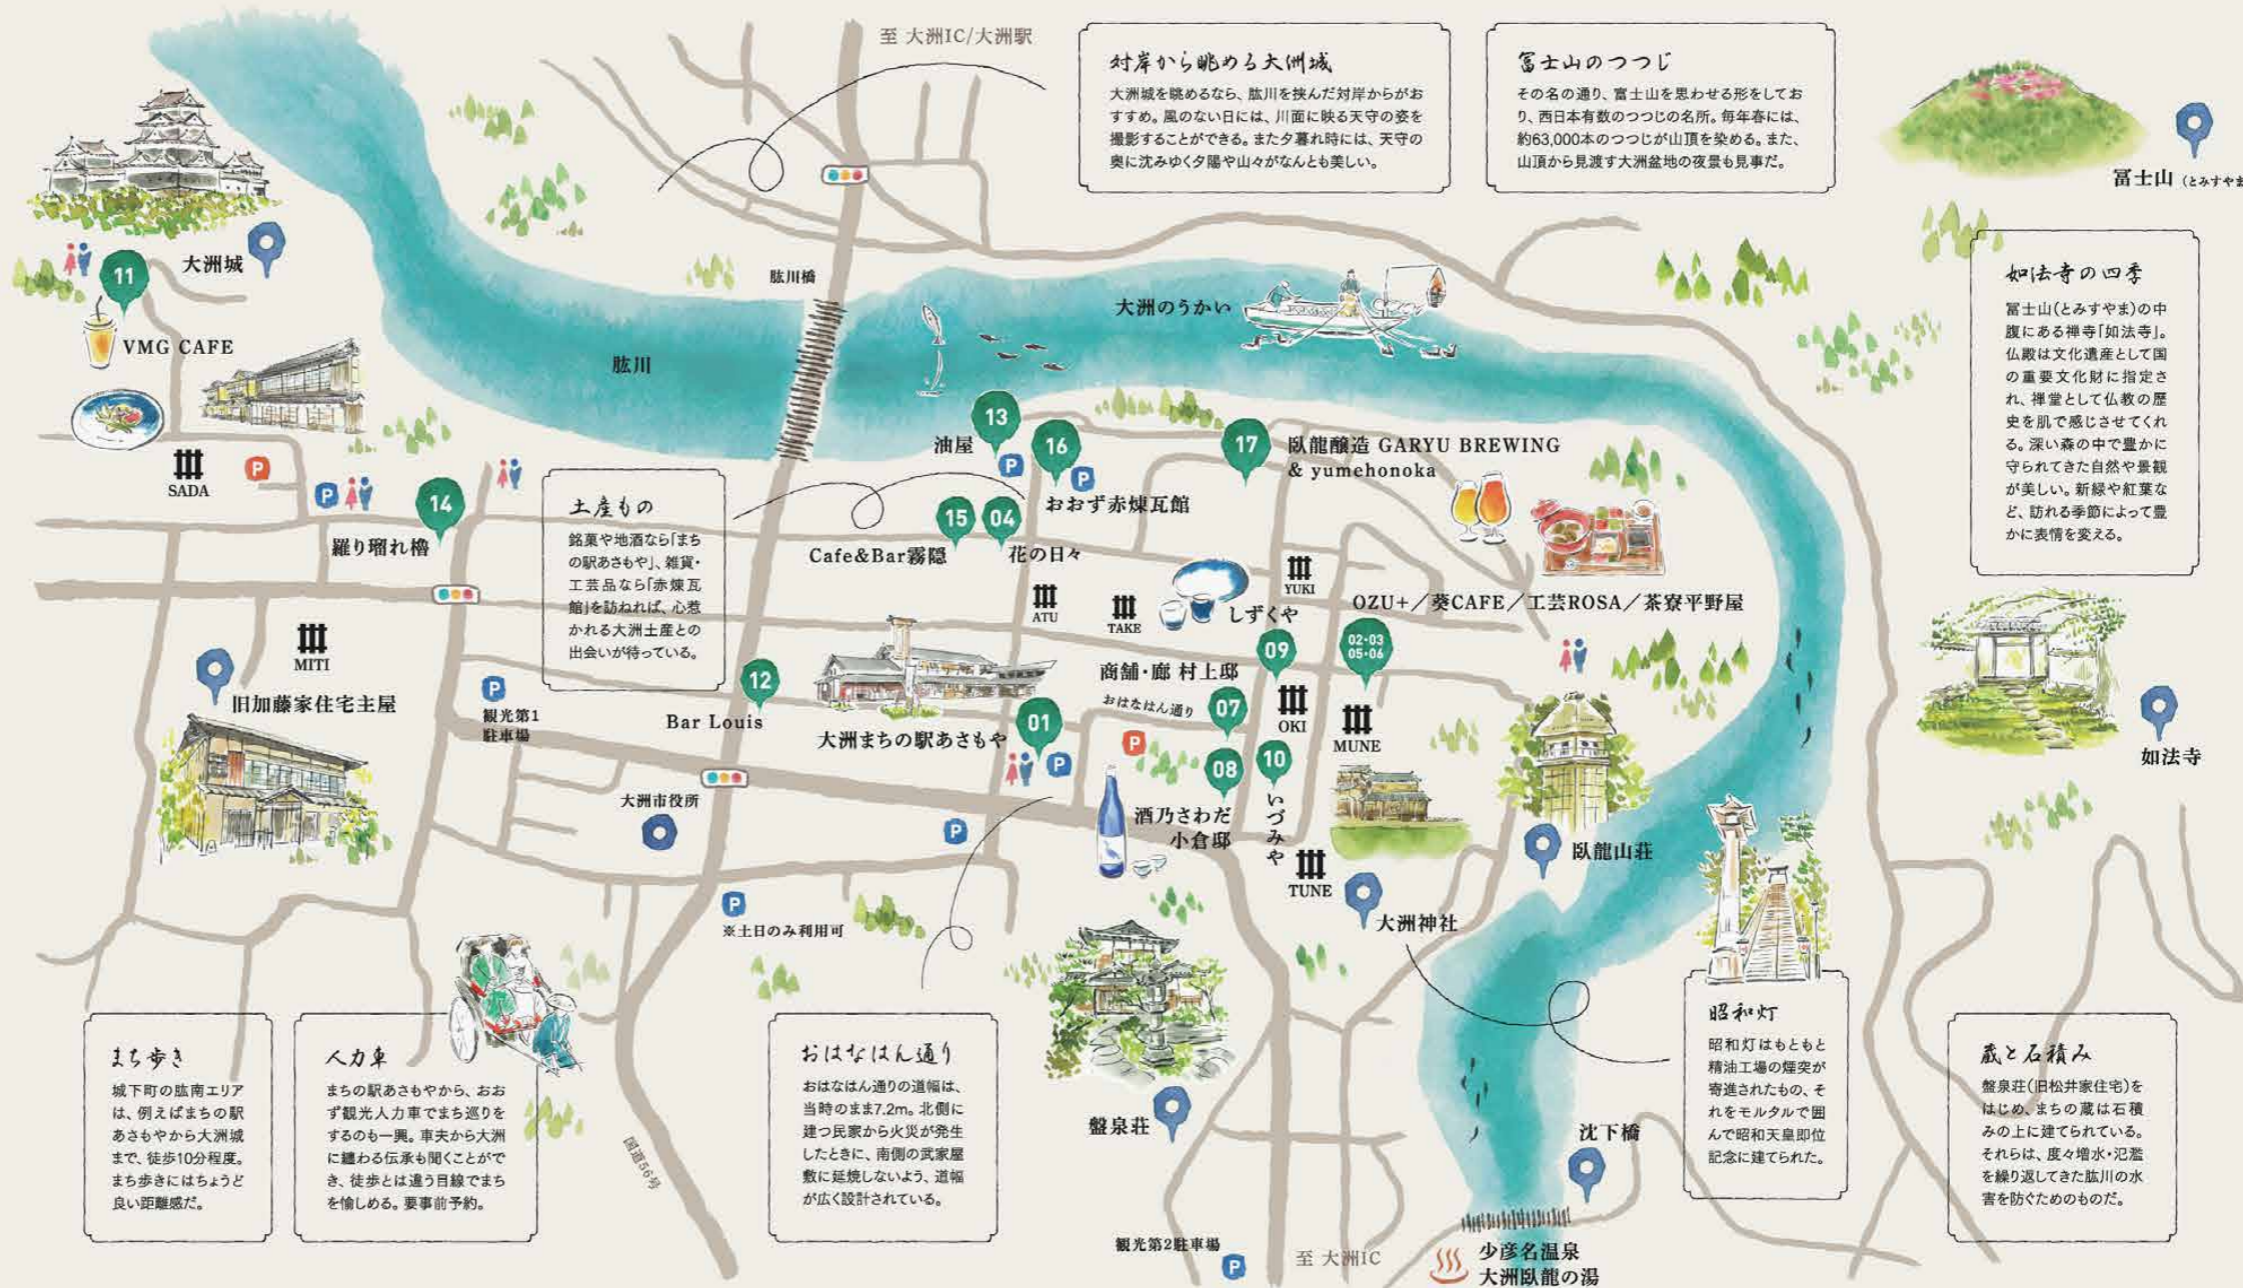 至 大洲IC/大洲駅
対岸から眺める大洲城
大洲城を眺めるなら、肱川を挟んだ対岸からがお
すすめ。風のない日には、川面に映る天守の姿を
撮影することができる。また夕暮れ時には、天守の
奥に沈みゆく夕陽や山々がなんとも美しい。
冨士山のつつじ
その名の通り、富士山を思わせる形をしてお
り、西日本有数のつつじの名所。毎年春には、
約63,000本のつつじが山頂を染める。また、
山頂から見渡す大洲盆地の夜景も見事だ。
冨士山 (とみすやま
大洲城
11
VMG CAFE
肱川橋
肱川
大洲のうかい
如法寺の四季
冨士山(とみすやま)の中
腹にある禅寺「如法寺」。
仏殿は文化遺産として国
の重要文化財に指定さ
れ、禅堂として仏教の歴
史を肌で感じさせてくれ
る。深い森の中で豊かに
守られてきた自然や景観
が美しい。新緑や紅葉な
ど、訪れる季節によって豊
かに表情を変える。
SADA
P
P
14
羅り瑠れ櫓
土産もの
銘菓や地酒なら「まち
の駅あさもや」、雑貨・
工芸品なら「赤煉瓦
館」を訪ねれば、心惹
かれる大洲土産との
出会いが待っている。
13
油屋
P
16
P
おおず赤煉瓦館
17
臥龍醸造 GARYU BREWING
& yumehonoka
15
04
Cafe&Bar霧隠
花の日々
ATU
TAKE
しずくや
YUKI
OZU+/葵CAFE/工芸ROSA/茶寮平野屋
02・03
05・06
09
MITI
旧加藤家住宅主屋
P
観光第1
駐車場
12
Bar Louis
大洲まちの駅あさもや
01
P
商舗・廊 村上邸
おはなはん通り
07
OKI
MUNE
P
08
10
酒乃さわだ
小倉邸
いづみや
TUNE
大洲市役所
P
P
※土日のみ利用可
臥龍山荘
大洲神社
如法寺
まち歩き
城下町の肱南エリア
は、例えばまちの駅
あさもやから大洲城
まで、徒歩10分程度。
まち歩きにはちょうど
良い距離感だ。
人力車
まちの駅あさもやから、おお
ず観光人力車でまち巡りを
するのも一興。車夫から大洲
に纏わる伝承も聞くことがで
き、徒歩とは違う目線でまち
を愉しめる。要事前予約。
国道56号
おはなはん通り
おはなはん通りの道幅は、
当時のまま7.2m。北側に
建つ民家から火災が発生
したときに、南側の武家屋
敷に延焼しないよう、道幅
が広く設計されている。
盤泉荘
昭和灯
昭和灯はもともと
精油工場の煙突が
寄進されたもの、そ
れをモルタルで囲
んで昭和天皇即位
記念に建てられた。
蔵と石積み
盤泉荘(旧松井家住宅)を
はじめ、まちの蔵は石積
みの上に建てられている。
それらは、度々増水・氾濫
を繰り返してきた肱川の水
害を防ぐためのものだ。
沈下橋
観光第2駐車場
P
至 大洲IC
少彦名温泉
大洲臥龍の湯